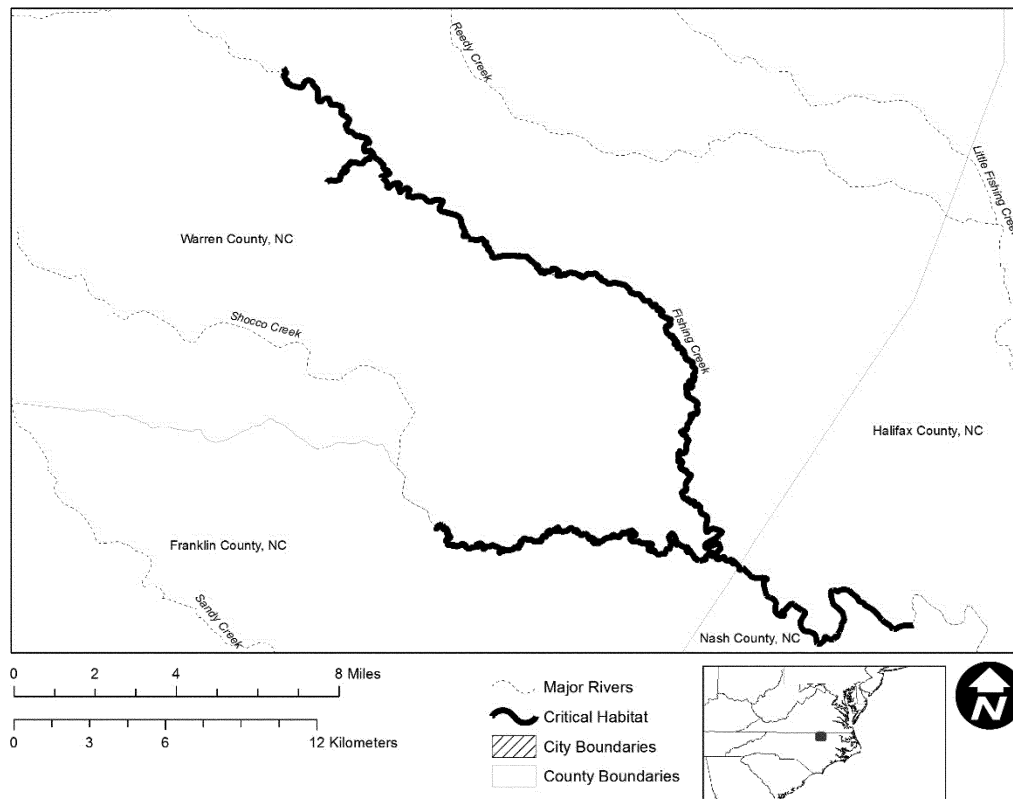 Reedy Creek
Little Fishing Creek
Warren County, NC
Shocco Creek
Fishing Creek
Halifax County, NC
Franklin County, NC
Sandy Creek
Nash County, NC
0 2 4 8 Miles
0 3 6 12 Kilometers
Major Rivers
Critical Habitat
City Boundaries
County Boundaries
N